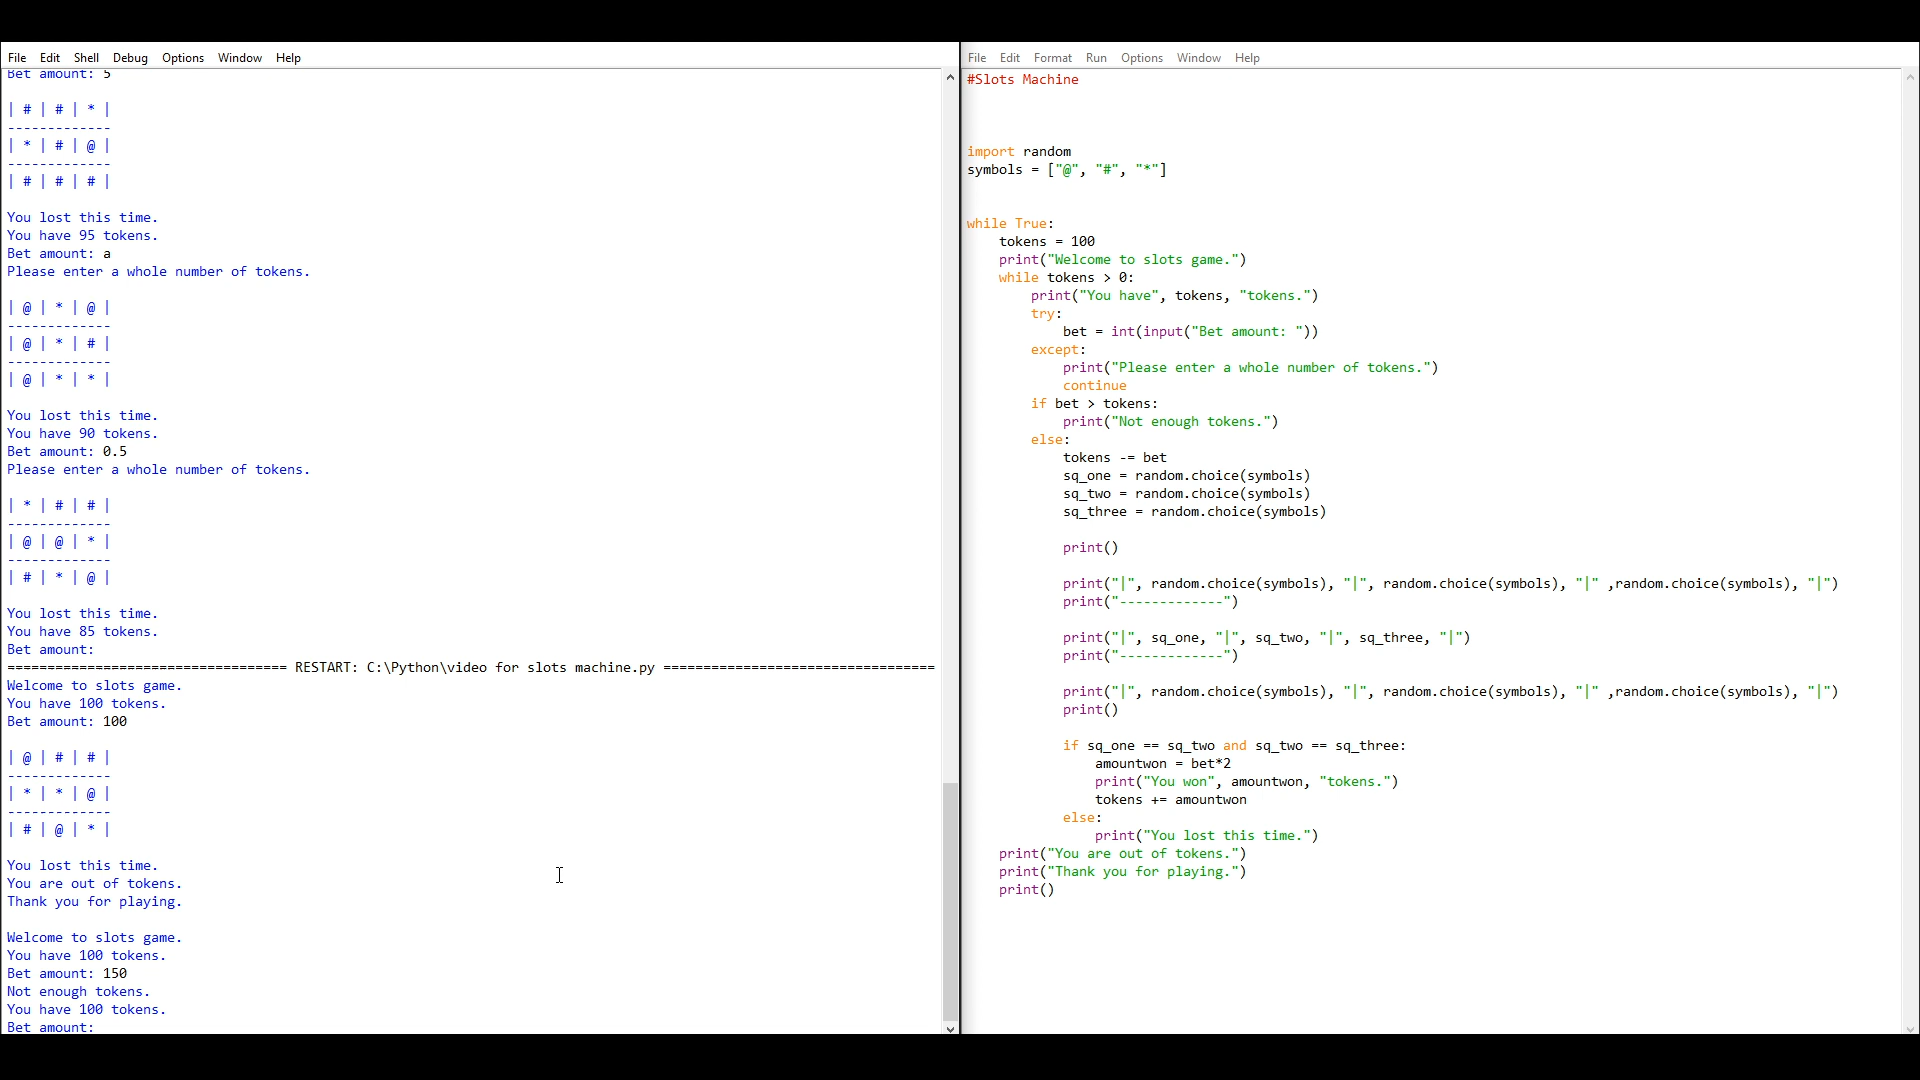 File Edit Shell Debug Options Window Help
Bet amount: 5
| # | # | * |
-------------
| * | # | @ |
-------------
| # | # | # |
You lost this time.
You have 95 tokens.
Bet amount: a
Please enter a whole number of tokens.
| @ | * | @ |
-------------
| @ | * | # |
-------------
| @ | * | * |
You lost this time.
You have 90 tokens.
Bet amount: 0.5
Please enter a whole number of tokens.
| * | # | # |
-------------
| @ | @ | * |
-------------
| # | * | @ |
You lost this time.
You have 85 tokens.
Bet amount:
=================================== RESTART: C:\Python\video for slots machine.py ==================================
Welcome to slots game.
You have 100 tokens.
Bet amount: 100
| @ | # | # |
-------------
| * | * | @ |
-------------
| # | @ | * |
You lost this time.
You are out of tokens.
Thank you for playing.
Welcome to slots game.
You have 100 tokens.
Bet amount: 150
Not enough tokens.
You have 100 tokens.
Bet amount:
File Edit Format Run Options Window Help
#Slots Machine
import random
symbols = ["@", "#", "*"]
while True:
    tokens = 100
    print("Welcome to slots game.")
    while tokens > 0:
        print("You have", tokens, "tokens.")
        try:
            bet = int(input("Bet amount: "))
        except:
            print("Please enter a whole number of tokens.")
            continue
        if bet > tokens:
            print("Not enough tokens.")
        else:
            tokens -= bet
            sq_one = random.choice(symbols)
            sq_two = random.choice(symbols)
            sq_three = random.choice(symbols)
            print()
            print("|", random.choice(symbols), "|", random.choice(symbols), "|" ,random.choice(symbols), "|")
            print("-------------")
            print("|", sq_one, "|", sq_two, "|", sq_three, "|")
            print("-------------")
            print("|", random.choice(symbols), "|", random.choice(symbols), "|" ,random.choice(symbols), "|")
            print()
            if sq_one == sq_two and sq_two == sq_three:
                amountwon = bet*2
                print("You won", amountwon, "tokens.")
                tokens += amountwon
            else:
                print("You lost this time.")
    print("You are out of tokens.")
    print("Thank you for playing.")
    print()